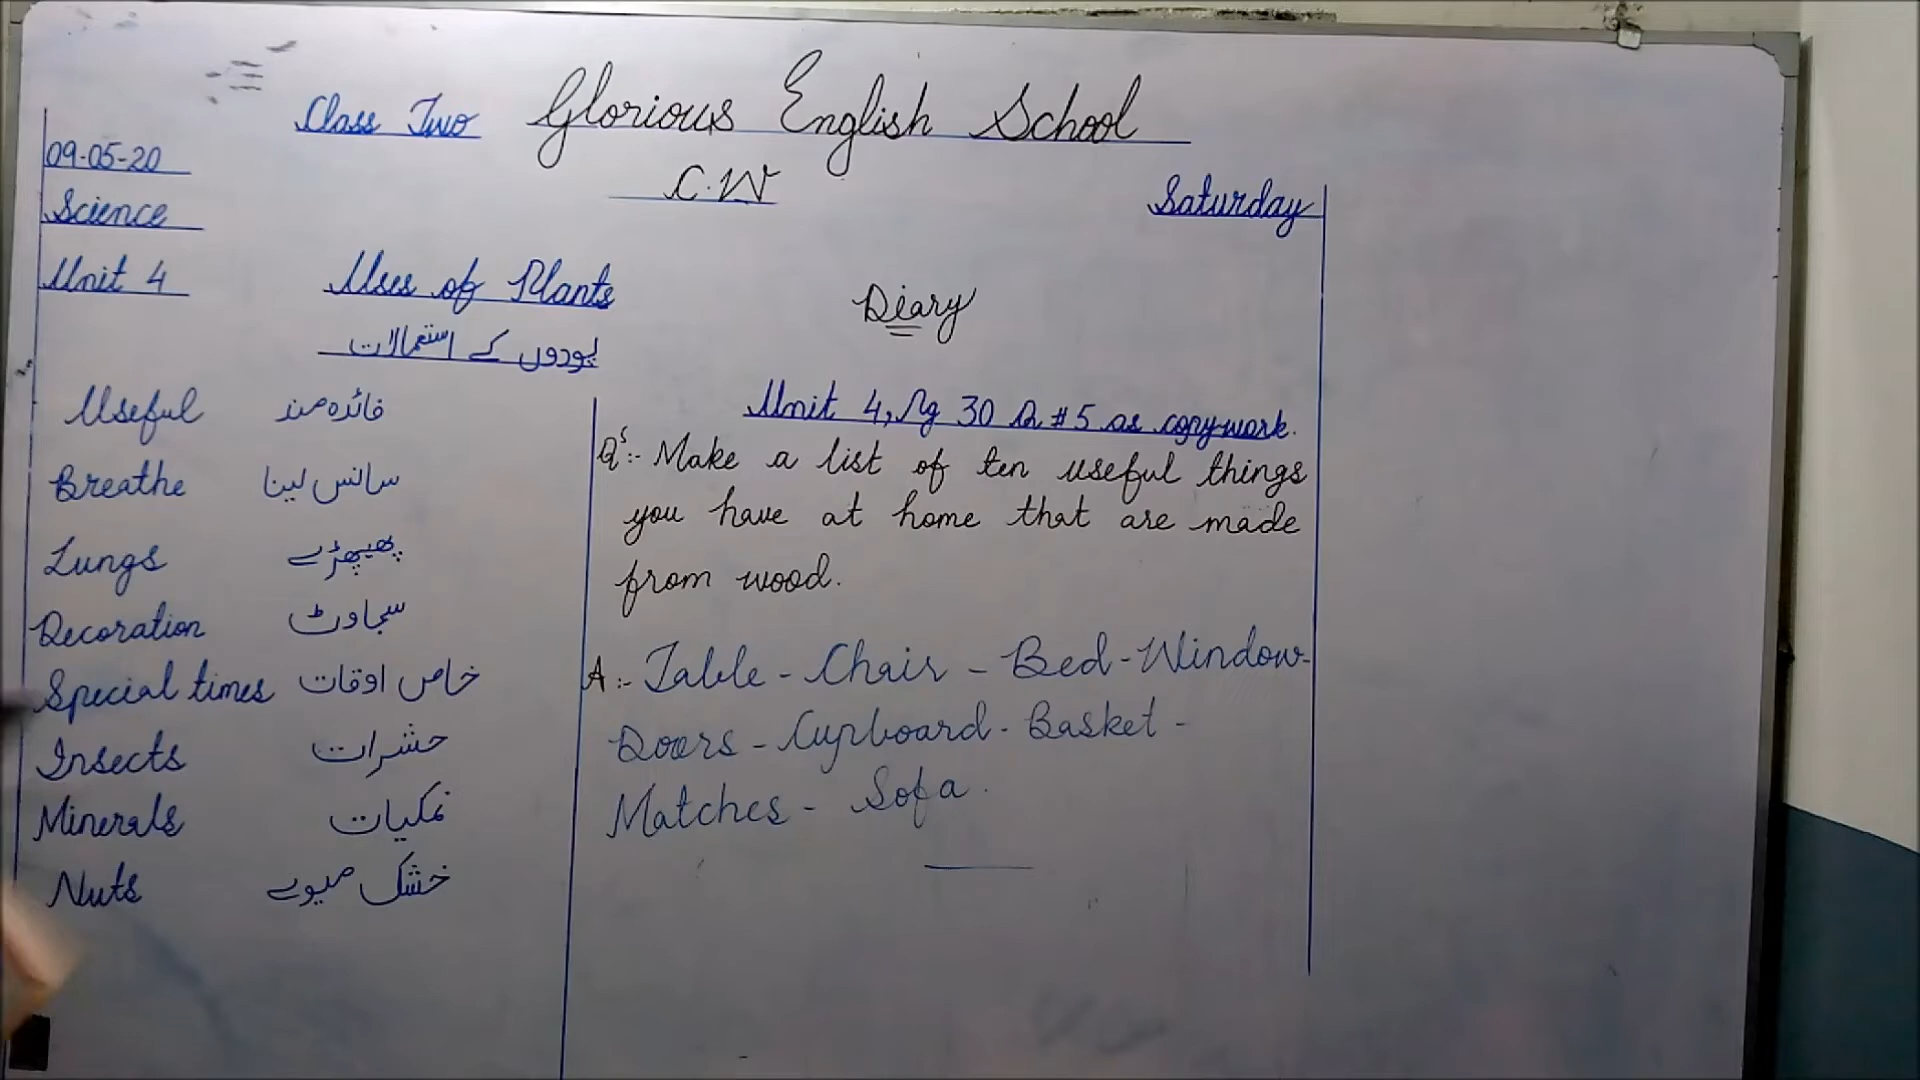 Class Two Glorious English School
09-05-20 C.W Saturday
Science
Unit 4 Uses of Plants
پودوں کے استعمالات
Useful فائدہ مند
Breathe سانس لینا
Lungs پھیپھڑے
Decoration سجاوٹ
Special times خاص اوقات
Insects حشرات
Minerals نمکیات
Nuts خشک میوے
Diary
Unit 4, Pg 30 Q #5 as copywork.
Q5:- Make a list of ten useful things
you have at home that are made
from wood.
A:- Table - Chair - Bed - Window-
Doors - Cupboard - Basket -
Matches - Sofa.